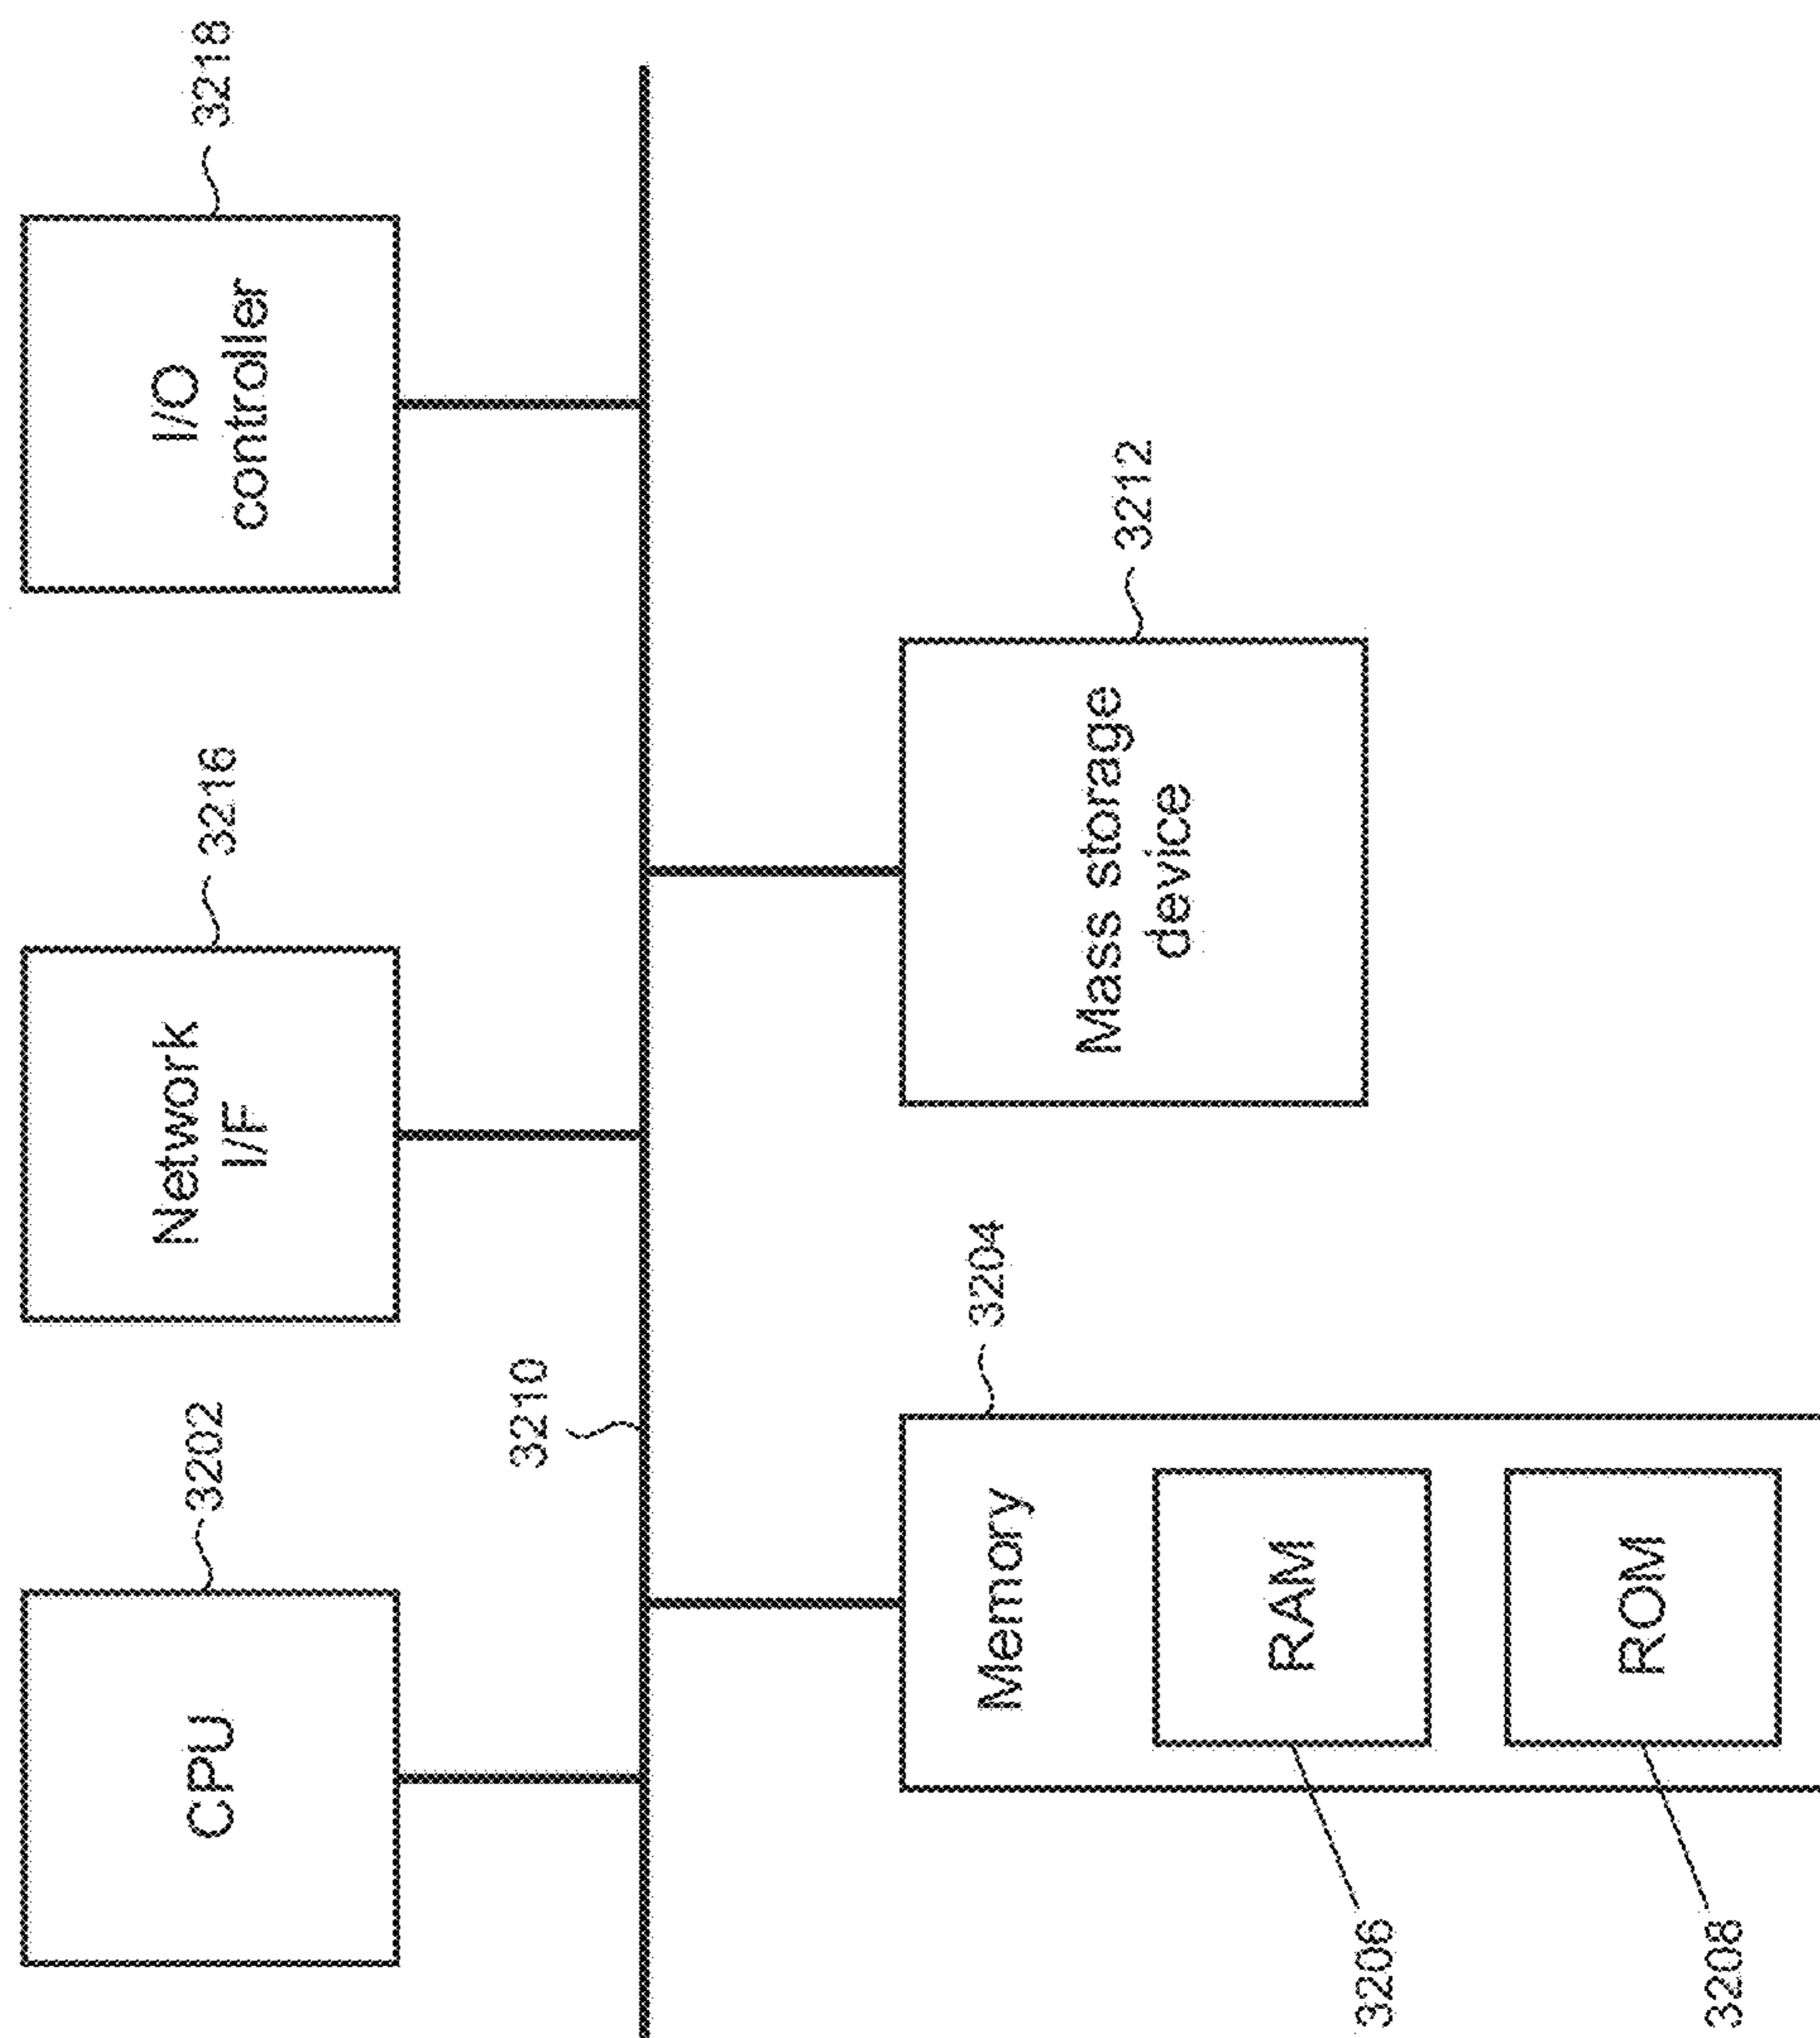 CPU
3202
Network
I/F
3216
I/O
controller
3218
3210
Memory
3204
RAM
3206
ROM
3208
Mass storage
device
3212